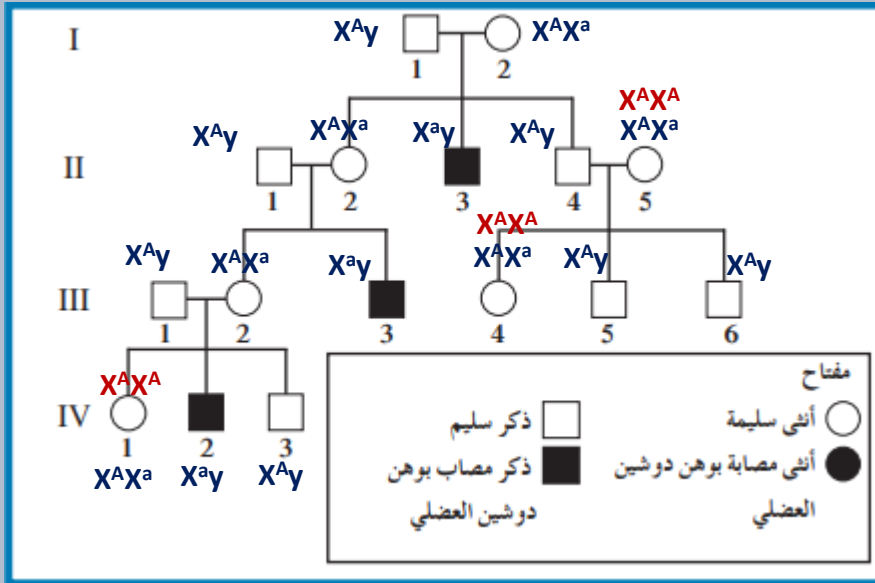 I
XᴬY XᴬXᵃ
1 2
XᴬXᴬ
Xᴬy XᴬXᵃ Xᵃy Xᴬy XᴬXᵃ
II
1 2 3 4 5
XᴬXᴬ
Xᴬy XᴬXᵃ Xᵃy XᴬXᵃ Xᴬy Xᴬy
III
1 2 3 4 5 6
XᴬXᴬ
IV
1 2 3
XᴬXᵃ Xᵃy Xᴬy
مفتاح
أنثى سليمة ذكر سليم
أنثى مصابة بوهن دوشين ذكر مصاب بوهن
العضلي دوشين العضلي